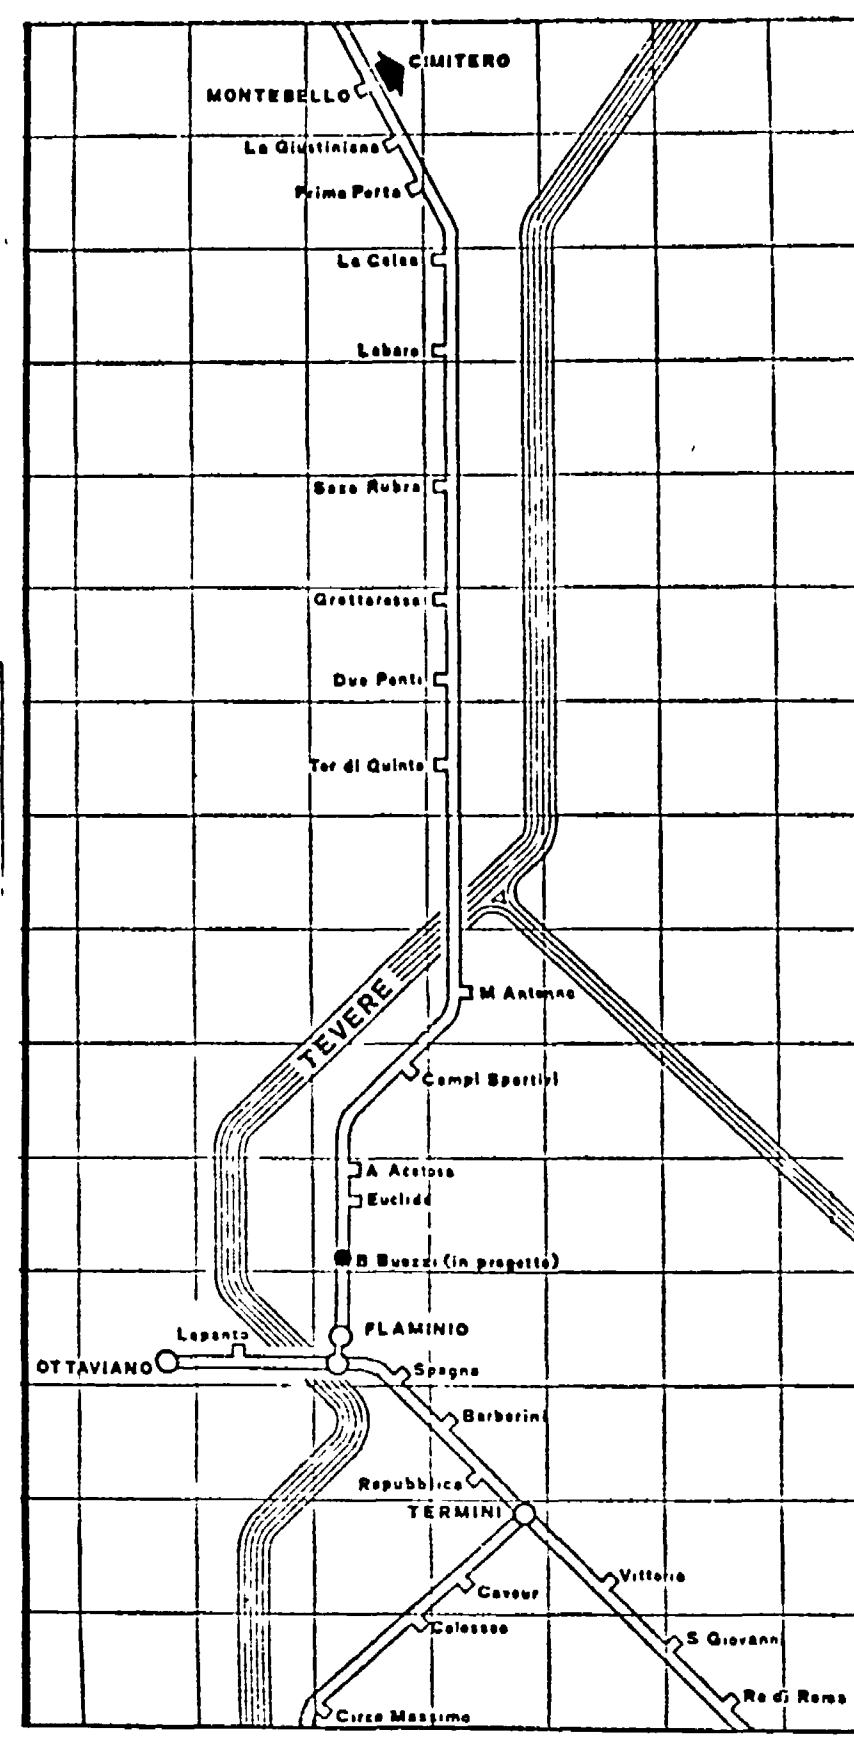 CIMITERO
MONTEBELLO
La Giustiniana
Prima Porta
La Celsa
Labaro
Saxa Rubra
Grottarossa
Due Ponti
Tor di Quinto
TEVERE
M Antenne
Campi Sportivi
A Acetosa
Euclide
B Buozzi (in progetto)
FLAMINIO
Lepanto
OTTAVIANO
Spagna
Barberini
Repubblica
TERMINI
Vittorio
Cavour
Colosseo
S Giovanni
Re di Roma
Circo Massimo